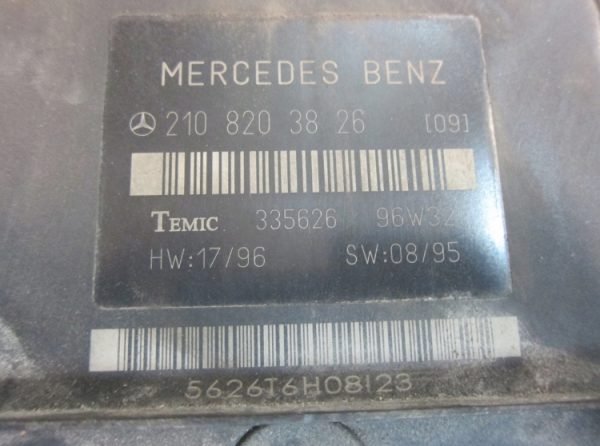 MERCEDES BENZ
210 820 38 26 [09]
TEMIC 335626 96W32
HW:17/96 SW:08/95
5626T6H08123